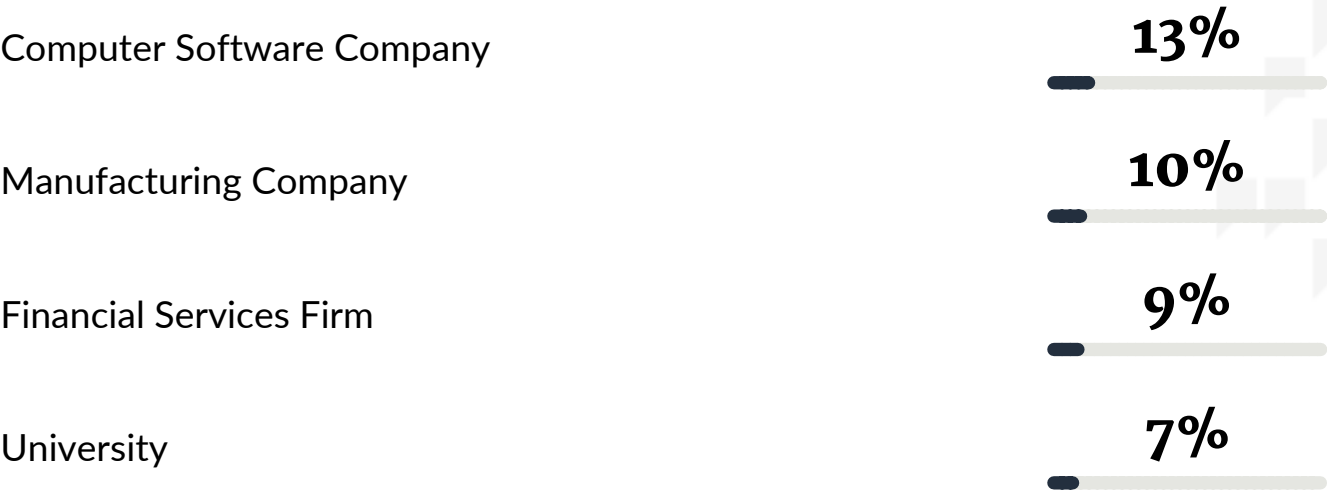 Computer Software Company 13%
Manufacturing Company 10%
Financial Services Firm 9%
University 7%